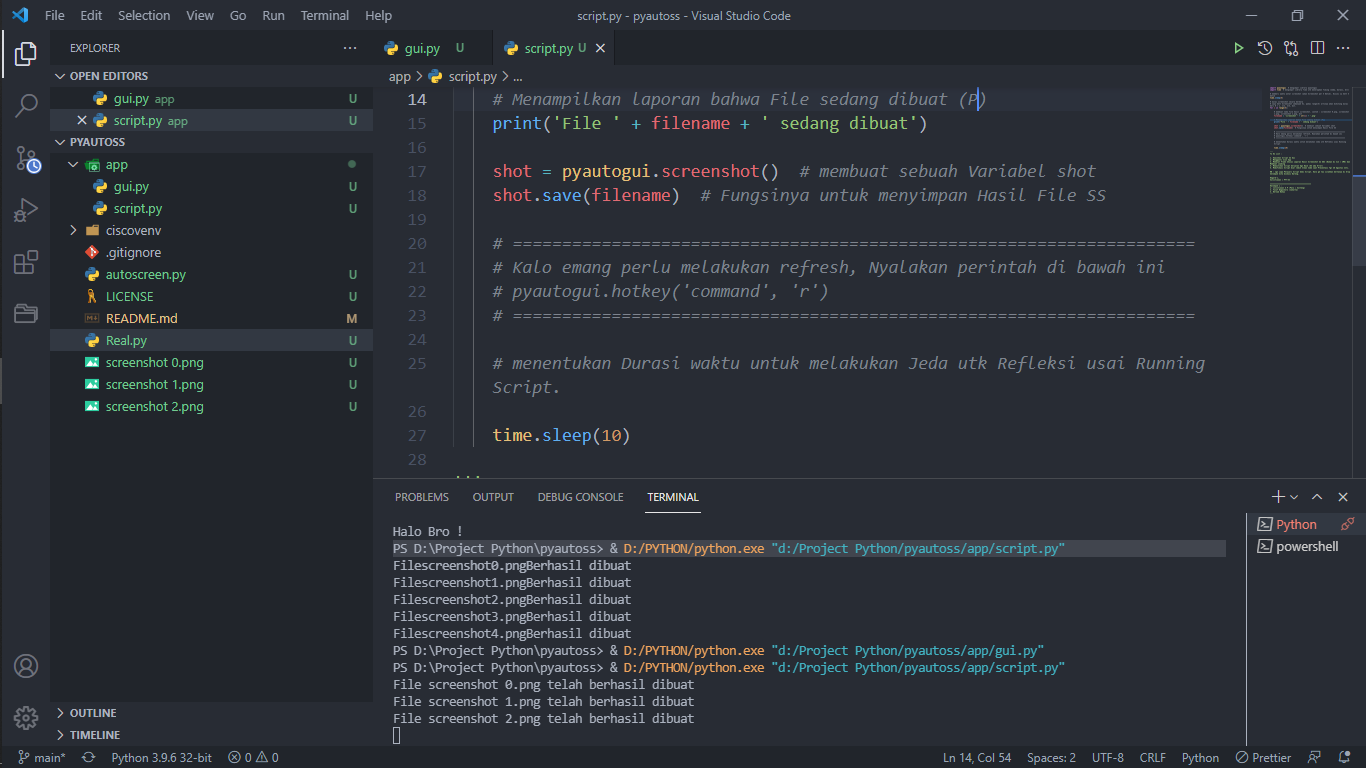 File Edit Selection View Go Run Terminal Help
script.py - pyautoss - Visual Studio Code
EXPLORER
OPEN EDITORS
gui.py app U
script.py app U
PYAUTOSS
app
gui.py U
script.py U
ciscovenv
.gitignore
autoscreen.py U
LICENSE U
README.md M
Real.py U
screenshot 0.png U
screenshot 1.png U
screenshot 2.png U
OUTLINE
TIMELINE
gui.py U
script.py U
app > script.py > ...
14 # Menampilkan laporan bahwa File sedang dibuat (P)
15 print('File ' + filename + ' sedang dibuat')
16
17 shot = pyautogui.screenshot() # membuat sebuah Variabel shot
18 shot.save(filename) # Fungsinya untuk menyimpan Hasil File SS
19
20 # =====================================================================
21 # Kalo emang perlu melakukan refresh, Nyalakan perintah di bawah ini
22 # pyautogui.hotkey('command', 'r')
23 # =====================================================================
24
25 # menentukan Durasi waktu untuk melakukan Jeda utk Refleksi usai Running
Script.
26
27 time.sleep(10)
28
PROBLEMS OUTPUT DEBUG CONSOLE TERMINAL
Halo Bro !
PS D:\Project Python\pyautoss> & D:/PYTHON/python.exe "d:/Project Python/pyautoss/app/script.py"
Filescreenshot0.pngBerhasil dibuat
Filescreenshot1.pngBerhasil dibuat
Filescreenshot2.pngBerhasil dibuat
Filescreenshot3.pngBerhasil dibuat
Filescreenshot4.pngBerhasil dibuat
PS D:\Project Python\pyautoss> & D:/PYTHON/python.exe "d:/Project Python/pyautoss/app/gui.py"
PS D:\Project Python\pyautoss> & D:/PYTHON/python.exe "d:/Project Python/pyautoss/app/script.py"
File screenshot 0.png telah berhasil dibuat
File screenshot 1.png telah berhasil dibuat
File screenshot 2.png telah berhasil dibuat
Python
powershell
main* Python 3.9.6 32-bit 0 0
Ln 14, Col 54 Spaces: 2 UTF-8 CRLF Python Prettier